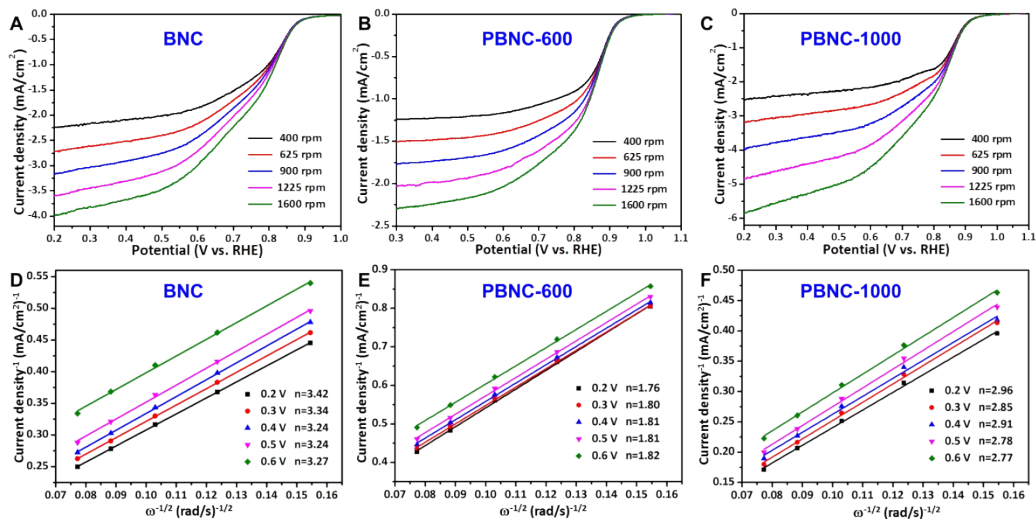 A
BNC
0.0
-0.5
-1.0
-1.5
-2.0
-2.5
-3.0
-3.5
-4.0
Current density (mA/cm²)
400 rpm
625 rpm
900 rpm
1225 rpm
1600 rpm
0.2 0.3 0.4 0.5 0.6 0.7 0.8 0.9 1.0
Potential (V vs. RHE)
B
PBNC-600
0.0
-0.5
-1.0
-1.5
-2.0
-2.5
Current density (mA/cm²)
400 rpm
625 rpm
900 rpm
1225 rpm
1600 rpm
0.3 0.4 0.5 0.6 0.7 0.8 0.9 1.0 1.1
Potential (V vs. RHE)
C
PBNC-1000
0
-1
-2
-3
-4
-5
-6
Current density (mA/cm²)
400 rpm
625 rpm
900 rpm
1225 rpm
1600 rpm
0.2 0.3 0.4 0.5 0.6 0.7 0.8 0.9 1.0 1.1
Potential (V vs. RHE)
D
BNC
0.55
0.50
0.45
0.40
0.35
0.30
0.25
Current density⁻¹ (mA/cm²)⁻¹
0.2 V n=3.42
0.3 V n=3.34
0.4 V n=3.24
0.5 V n=3.24
0.6 V n=3.27
0.07 0.08 0.09 0.10 0.11 0.12 0.13 0.14 0.15 0.16
ω⁻¹/² (rad/s)⁻¹/²
E
PBNC-600
0.9
0.8
0.7
0.6
0.5
0.4
Current density⁻¹ (mA/cm²)⁻¹
0.2 V n=1.76
0.3 V n=1.80
0.4 V n=1.81
0.5 V n=1.81
0.6 V n=1.82
0.07 0.08 0.09 0.10 0.11 0.12 0.13 0.14 0.15 0.16
ω⁻¹/² (rad/s)⁻¹/²
F
PBNC-1000
0.50
0.45
0.40
0.35
0.30
0.25
0.20
0.15
Current density⁻¹ (mA/cm²)⁻¹
0.2 V n=2.96
0.3 V n=2.85
0.4 V n=2.91
0.5 V n=2.78
0.6 V n=2.77
0.07 0.08 0.09 0.10 0.11 0.12 0.13 0.14 0.15 0.16
ω⁻¹/² (rad/s)⁻¹/²